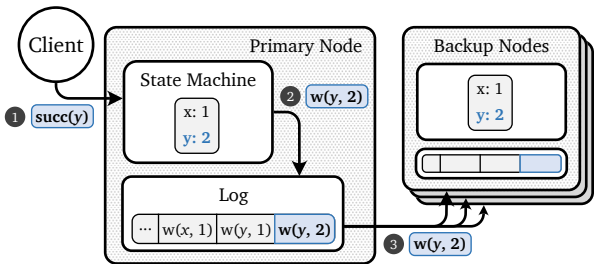 Client
Primary Node
Backup Nodes
State Machine
x: 1
y: 2
1 succ(y)
2 w(y, 2)
x: 1
y: 2
Log
··· w(x, 1) w(y, 1) w(y, 2)
3 w(y, 2)